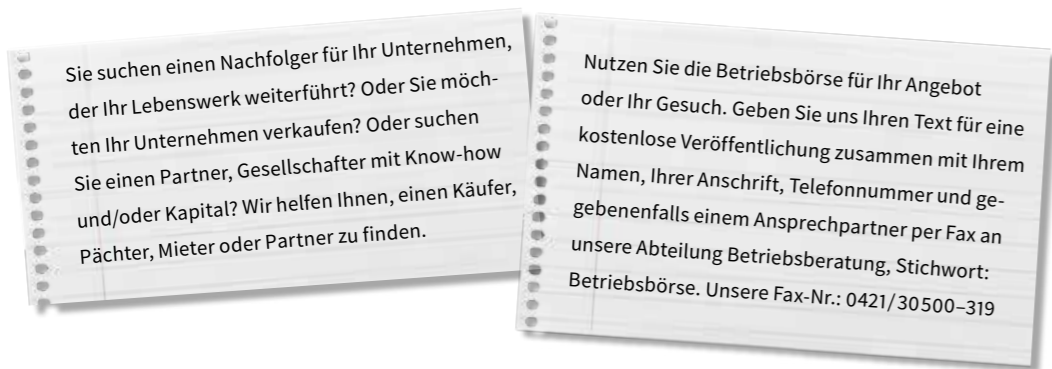 Sie suchen einen Nachfolger für Ihr Unternehmen,
der Ihr Lebenswerk weiterführt? Oder Sie möch-
ten Ihr Unternehmen verkaufen? Oder suchen
Sie einen Partner, Gesellschafter mit Know-how
und/oder Kapital? Wir helfen Ihnen, einen Käufer,
Pächter, Mieter oder Partner zu finden.
Nutzen Sie die Betriebsbörse für Ihr Angebot
oder Ihr Gesuch. Geben Sie uns Ihren Text für eine
kostenlose Veröffentlichung zusammen mit Ihrem
Namen, Ihrer Anschrift, Telefonnummer und ge-
gebenenfalls einem Ansprechpartner per Fax an
unsere Abteilung Betriebsberatung, Stichwort:
Betriebsbörse. Unsere Fax-Nr.: 0421/30500–319